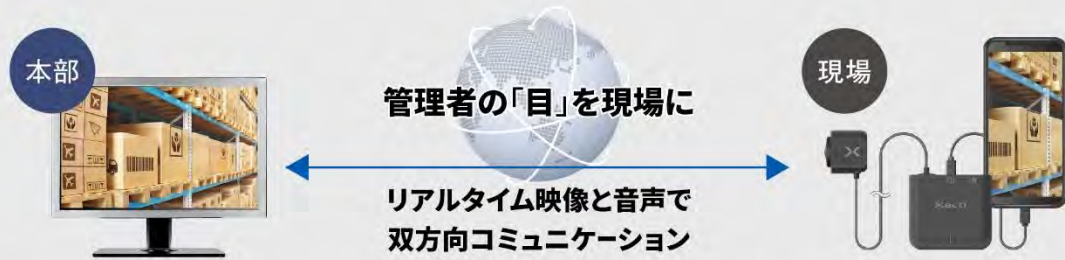 本部
管理者の「目」を現場に
リアルタイム映像と音声で
双方向コミュニケーション
現場